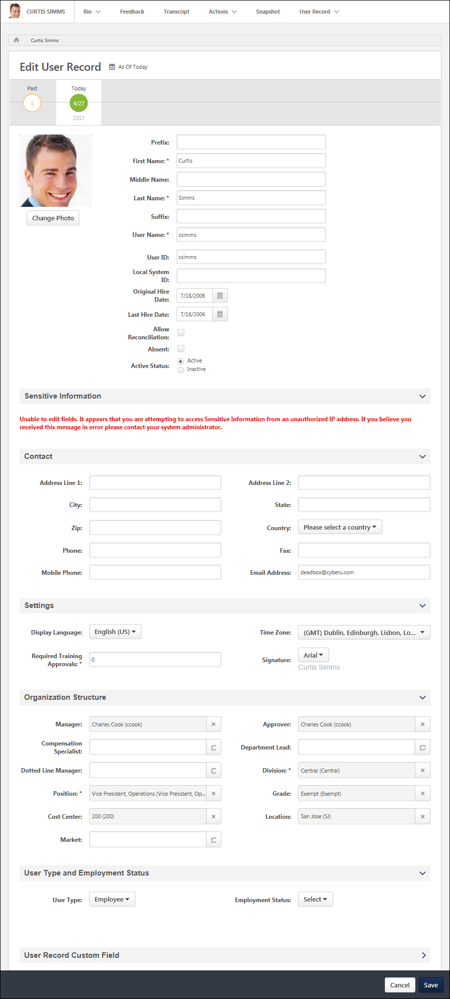 CURTIS SIMMS Bio Feedback Transcript Actions Snapshot User Record
Curtis Simms
Edit User Record As Of Today
Past Today
1 4/27
2017
Change Photo
Prefix:
First Name: * Curtis
Middle Name:
Last Name: * Simms
Suffix:
User Name: * csimms
User ID: csimms
Local System
ID:
Original Hire
Date: 7/18/2006
Last Hire Date: 7/18/2006
Allow
Reconciliation:
Absent:
Active Status: Active
Inactive
Sensitive Information
Unable to edit fields. It appears that you are attempting to access Sensitive Information from an unauthorized IP address. If you believe you
received this message in error please contact your system administrator.
Contact
Address Line 1: Address Line 2:
City: State:
Zip: Country: Please select a country
Phone: Fax:
Mobile Phone: Email Address: deadbox@cyberu.com
Settings
Display Language: English (US) Time Zone: (GMT) Dublin, Edinburgh, Lisbon, Lo...
Required Training
Approvals: * 0 Signature: Arial
Curtis Simms
Organization Structure
Manager: Charles Cook (ccook) Approver: Charles Cook (ccook)
Compensation
Specialist: Department Lead:
Dotted Line Manager: Division: * Central (Central)
Position: * Vice President, Operations (Vice President, Op... Grade: Exempt (Exempt)
Cost Center: 200 (200) Location: San Jose (SJ)
Market:
User Type and Employment Status
User Type: Employee Employment Status: Select
User Record Custom Field
Cancel Save